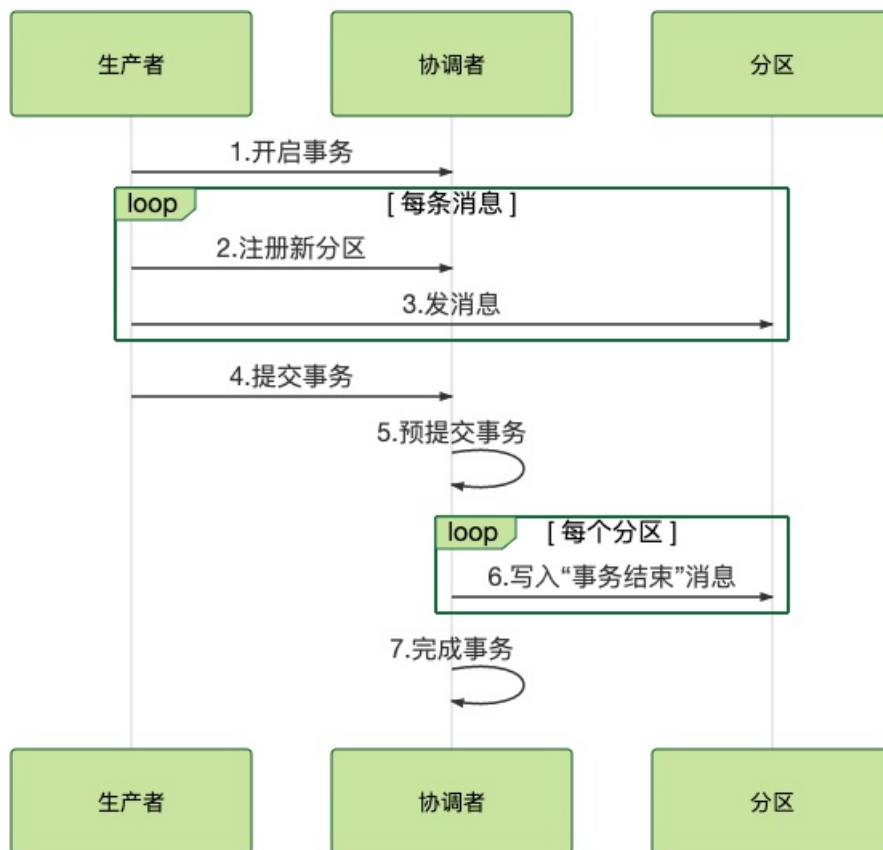 生产者
协调者
分区
1.开启事务
loop
[ 每条消息 ]
2.注册新分区
3.发消息
4.提交事务
5.预提交事务
loop
[ 每个分区 ]
6.写入“事务结束”消息
7.完成事务
生产者
协调者
分区